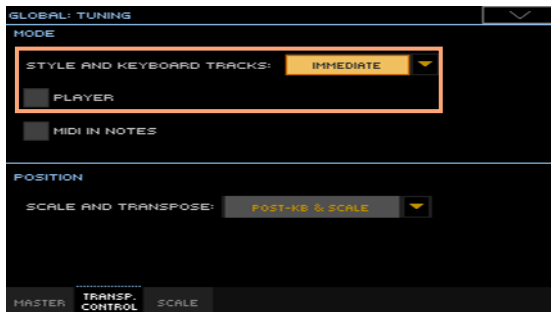 GLOBAL: TUNING
MODE
STYLE AND KEYBOARD TRACKS: IMMEDIATE
PLAYER
MIDI IN NOTES
POSITION
SCALE AND TRANSPOSE: POST-KB & SCALE
MASTER TRANSP. CONTROL SCALE